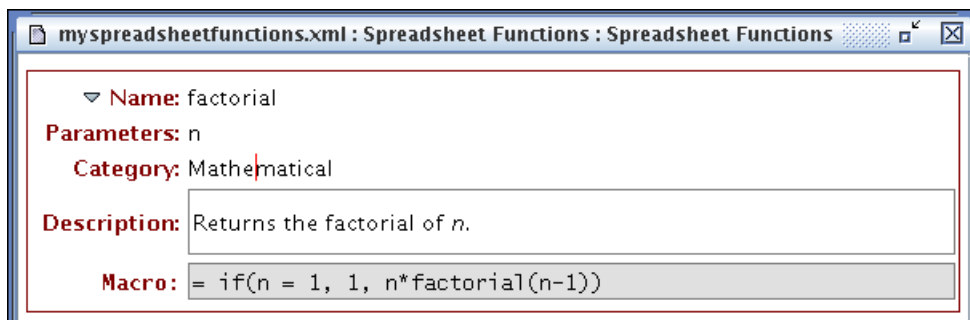 myspreadsheetfunctions.xml : Spreadsheet Functions : Spreadsheet Functions
Name: factorial
Parameters: n
Category: Mathematical
Description: Returns the factorial of n.
Macro: = if(n = 1, 1, n*factorial(n-1))